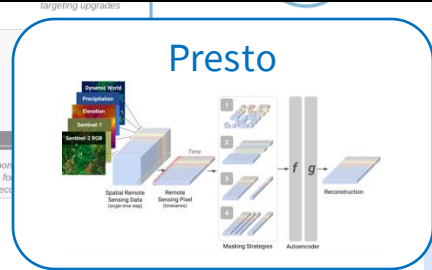 targeting upgrades
Presto
Dynamic World
Precipitation
Elevation
Sentinel-1
Sentinel-2 RGB
Time
1
2
3
4
f g
Spatial Remote
Sensing Data
(single time step)
Remote
Sensing Pixel
(timeseries)
Masking Strategies
Autoencoder
Reconstruction